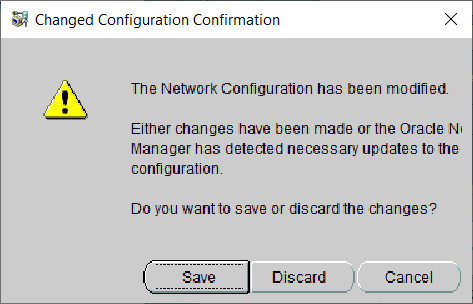 Changed Configuration Confirmation
The Network Configuration has been modified.
Either changes have been made or the Oracle
Manager has detected necessary updates to the
configuration.
Do you want to save or discard the changes?
Save
Discard
Cancel